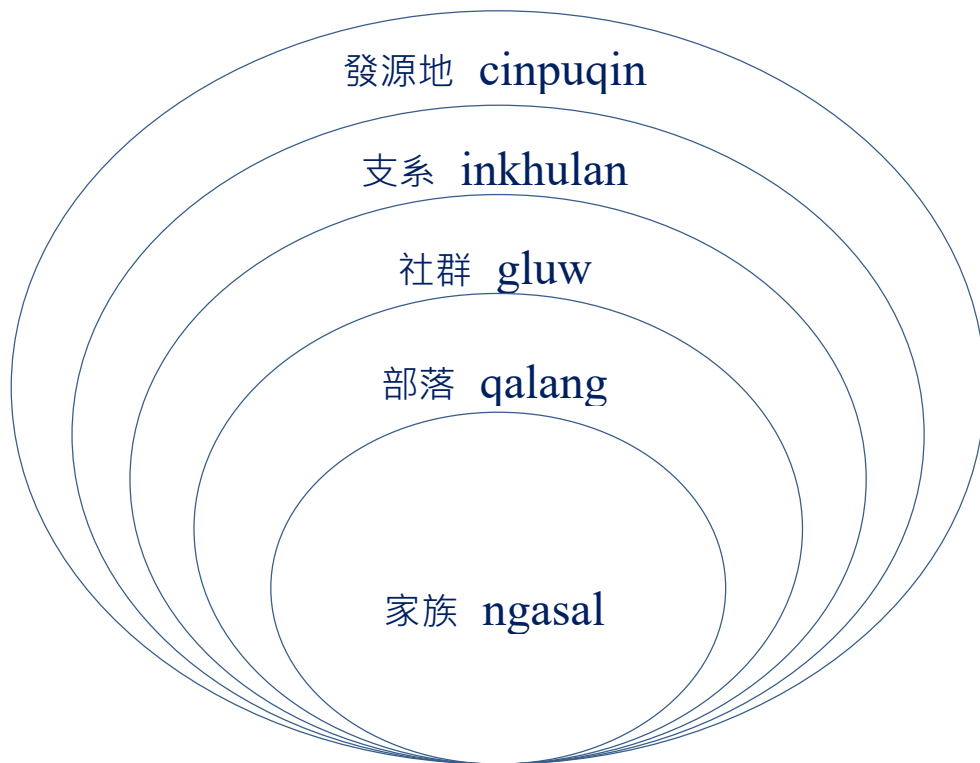 發源地 cinpuqin
支系 inkhulan
社群 gluw
部落 qalang
家族 ngasal